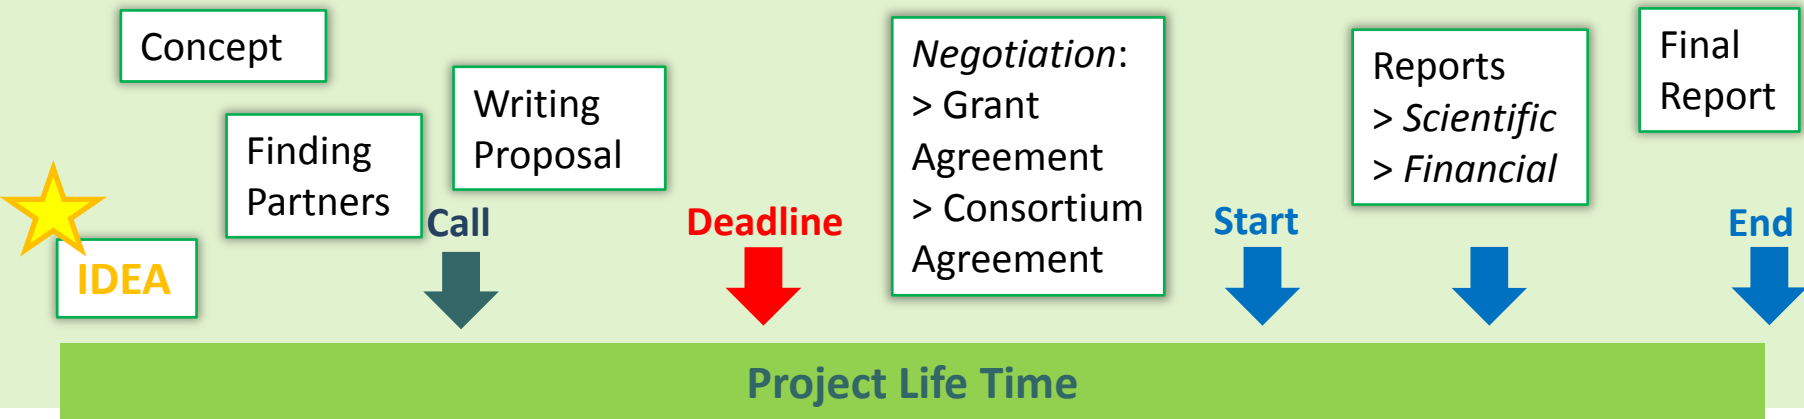 Concept
Finding
Partners
IDEA
Writing
Proposal
Call
Deadline
Negotiation:
> Grant
Agreement
> Consortium
Agreement
Start
Reports
> Scientific
> Financial
Final
Report
End
Project Life Time